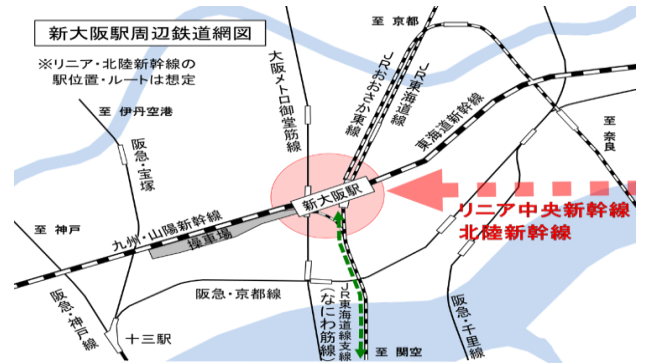 新大阪駅周辺鉄道網図
※リニア・北陸新幹線の
駅位置・ルートは想定
至 伊丹空港
阪急・宝塚
大阪メトロ御堂筋線
JRおおさか東線
JR東海道線
至 京都
東海道新幹線
至 奈良
新大阪駅
リニア中央新幹線
北陸新幹線
九州・山陽新幹線
操車場
至 神戸
阪急・神戸線
十三駅
阪急・京都線
JR東海道線支線
(なにわ筋線)
至 関空
阪急・千里線